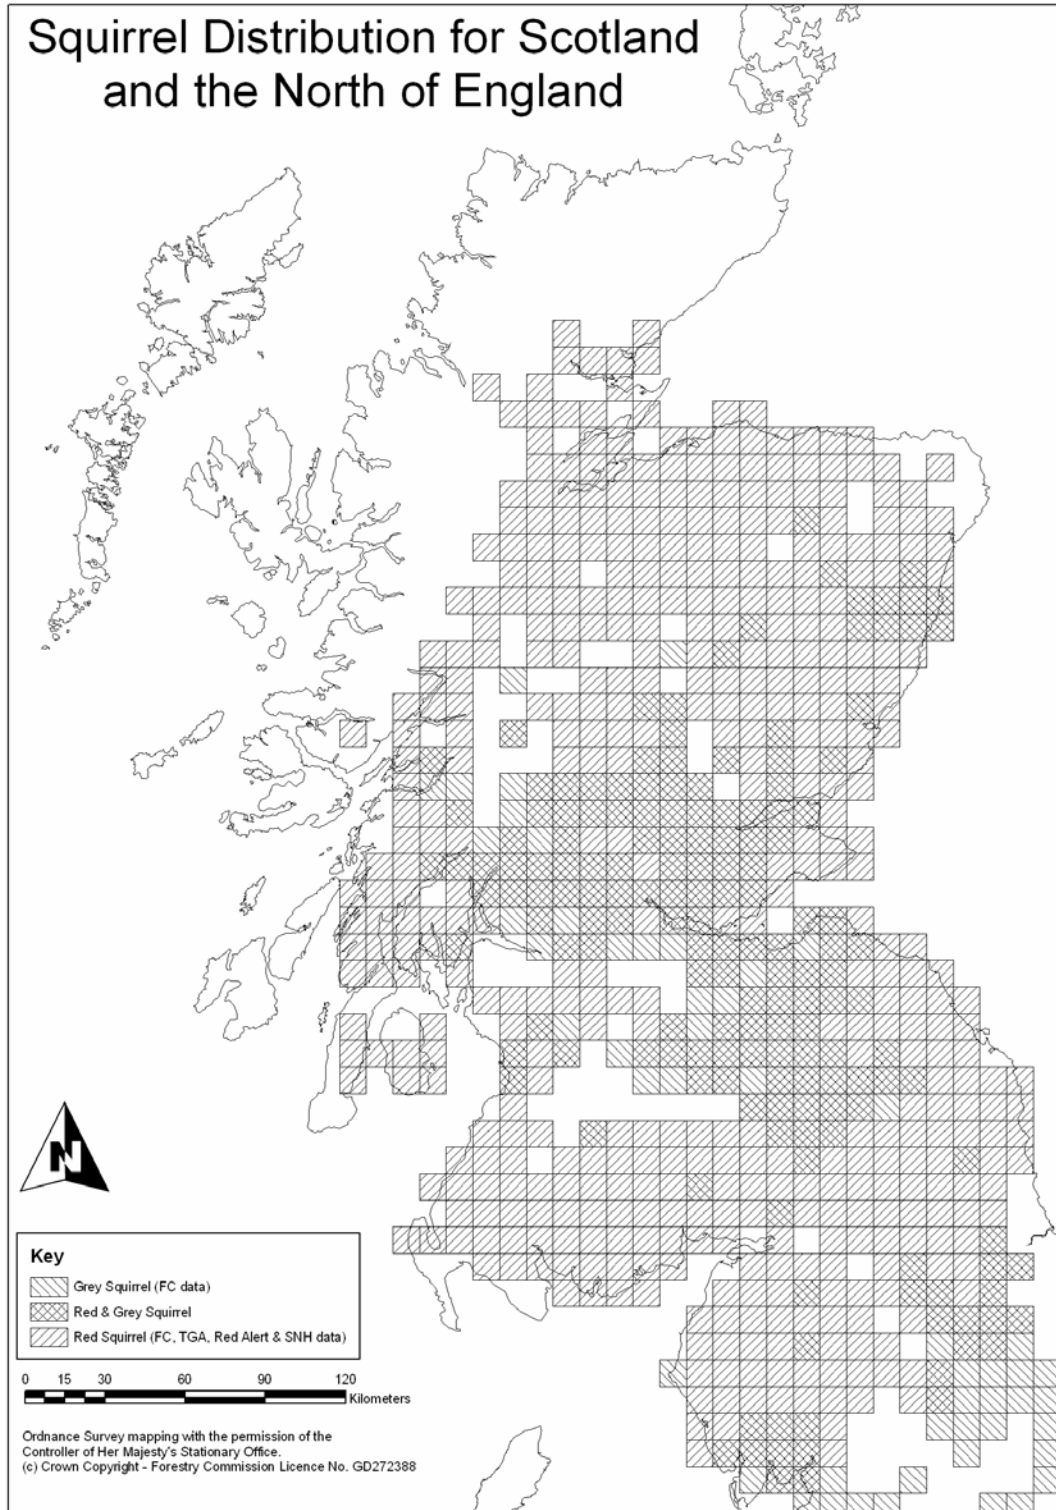 Squirrel Distribution for Scotland
and the North of England
N
Key
Grey Squirrel (FC data)
Red & Grey Squirrel
Red Squirrel (FC, TGA, Red Alert & SNH data)
0 15 30 60 90 120
Kilometers
Ordnance Survey mapping with the permission of the
Controller of Her Majesty's Stationary Office.
(c) Crown Copyright - Forestry Commission Licence No. GD272388